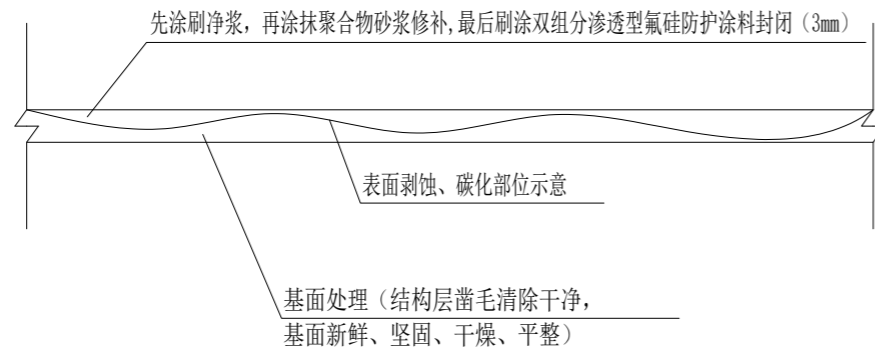 先涂刷净浆，再涂抹聚合物砂浆修补,最后刷涂双组分渗透型氟硅防护涂料封闭（3mm）
表面剥蚀、碳化部位示意
基面处理（结构层凿毛清除干净，
基面新鲜、坚固、干燥、平整）